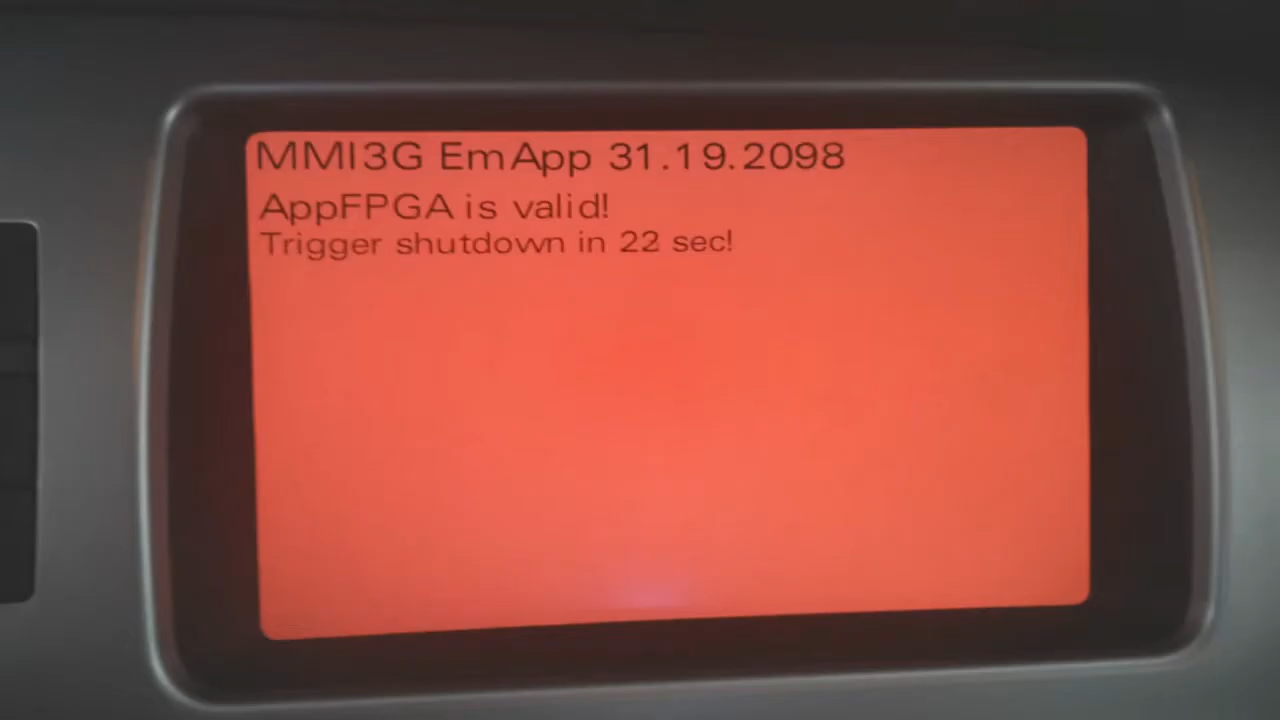 MMI3G EmApp 31.19.2098
AppFPGA is valid!
Trigger shutdown in 22 sec!